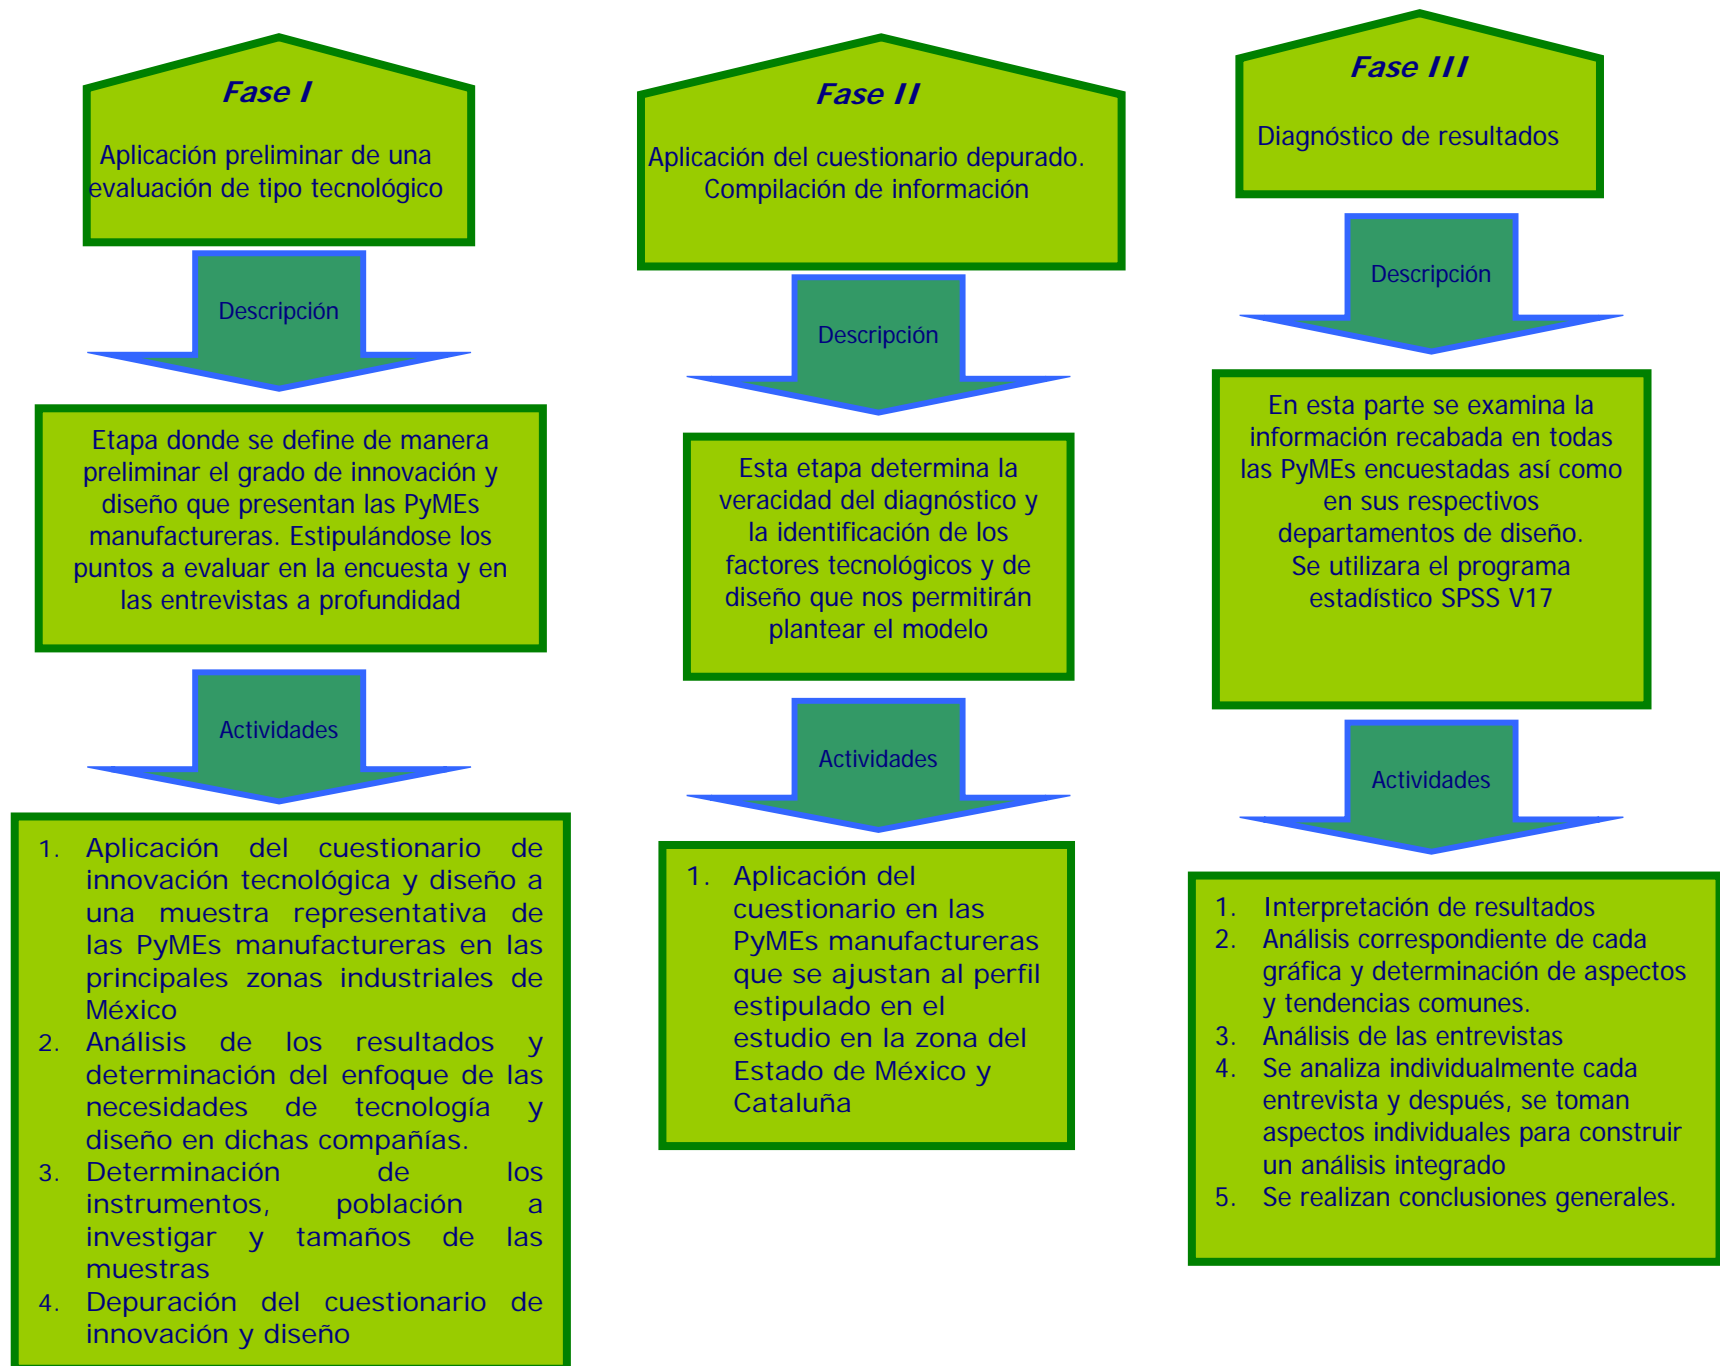 Fase I
Aplicación preliminar de una
evaluación de tipo tecnológico
Descripción
Etapa donde se define de manera
preliminar el grado de innovación y
diseño que presentan las PyMEs
manufactureras. Estipulándose los
puntos a evaluar en la encuesta y en
las entrevistas a profundidad
Actividades
1. Aplicación del cuestionario de
innovación tecnológica y diseño a
una muestra representativa de
las PyMEs manufactureras en las
principales zonas industriales de
México
2. Análisis de los resultados y
determinación del enfoque de las
necesidades de tecnología y
diseño en dichas compañías.
3. Determinación de los
instrumentos, población a
investigar y tamaños de las
muestras
4. Depuración del cuestionario de
innovación y diseño
Fase II
Aplicación del cuestionario depurado.
Compilación de información
Descripción
Esta etapa determina la
veracidad del diagnóstico y
la identificación de los
factores tecnológicos y de
diseño que nos permitirán
plantear el modelo
Actividades
1. Aplicación del
cuestionario en las
PyMEs manufactureras
que se ajustan al perfil
estipulado en el
estudio en la zona del
Estado de México y
Cataluña
Fase III
Diagnóstico de resultados
Descripción
En esta parte se examina la
información recabada en todas
las PyMEs encuestadas así como
en sus respectivos
departamentos de diseño.
Se utilizara el programa
estadístico SPSS V17
Actividades
1. Interpretación de resultados
2. Análisis correspondiente de cada
gráfica y determinación de aspectos
y tendencias comunes.
3. Análisis de las entrevistas
4. Se analiza individualmente cada
entrevista y después, se toman
aspectos individuales para construir
un análisis integrado
5. Se realizan conclusiones generales.